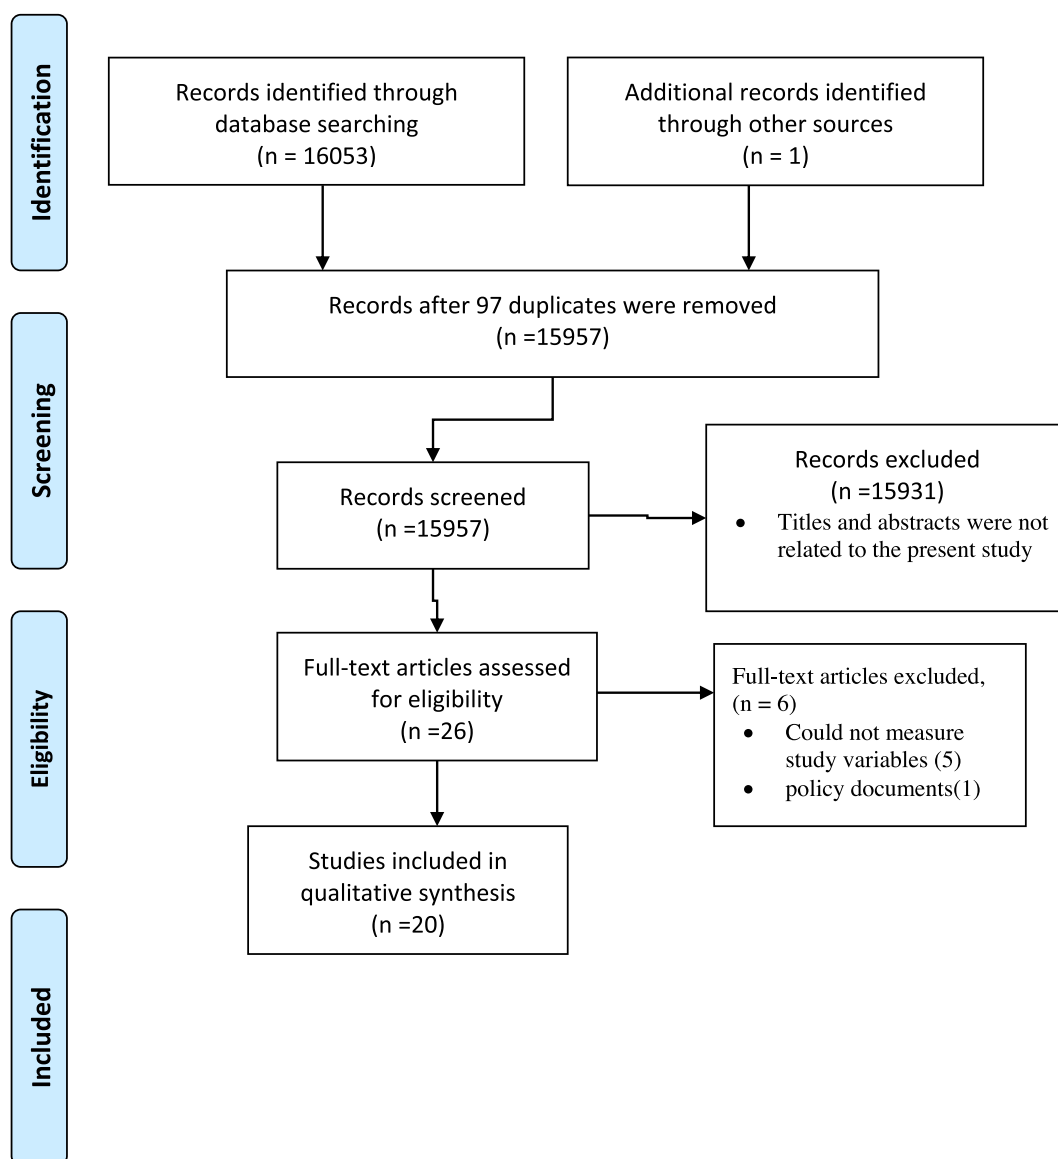 Identification
Records identified through
database searching
(n = 16053)
Additional records identified
through other sources
(n = 1)
Records after 97 duplicates were removed
(n =15957)
Screening
Records screened
(n =15957)
Records excluded
(n =15931)
• Titles and abstracts were not
related to the present study
Eligibility
Full-text articles assessed
for eligibility
(n =26)
Full-text articles excluded,
(n = 6)
• Could not measure
study variables (5)
• policy documents(1)
Studies included in
qualitative synthesis
(n =20)
Included